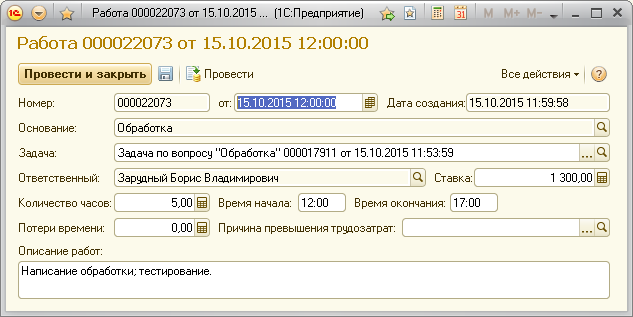 Работа 000022073 от 15.10.2015 ... (1С:Предприятие) M M+ M-
Работа 000022073 от 15.10.2015 12:00:00
Провести и закрыть Провести Все действия ?
Номер: 000022073 от: 15.10.2015 12:00:00 Дата создания: 15.10.2015 11:59:58
Основание: Обработка
Задача: Задача по вопросу "Обработка" 000017911 от 15.10.2015 11:53:59 ...
Ответственный: Зарудный Борис Владимирович Ставка: 1 300,00
Количество часов: 5,00 Время начала: 12:00 Время окончания: 17:00
Потери времени: 0,00 Причина превышения трудозатрат: ...
Описание работ:
Написание обработки; тестирование.